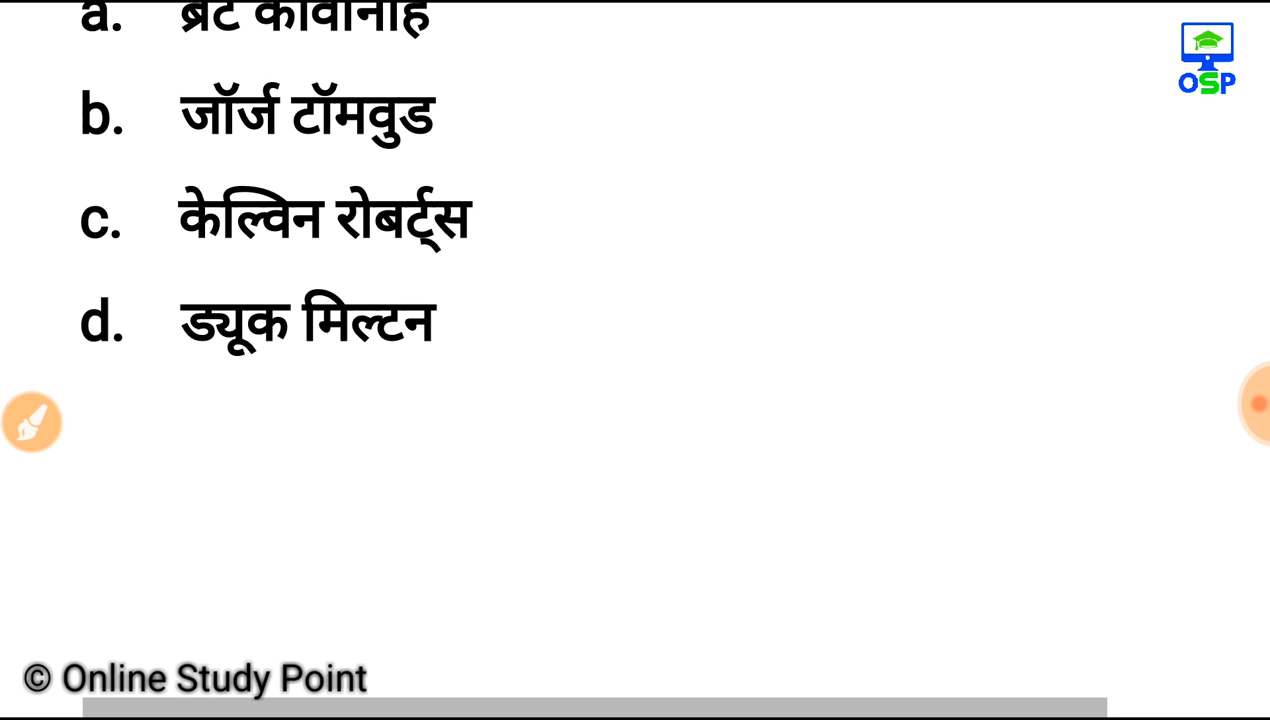 a. ब्रेट कावानाह
OSP
b. जॉर्ज टॉमवुड
c. केल्विन रोबर्ट्स
d. ड्यूक मिल्टन
© Online Study Point